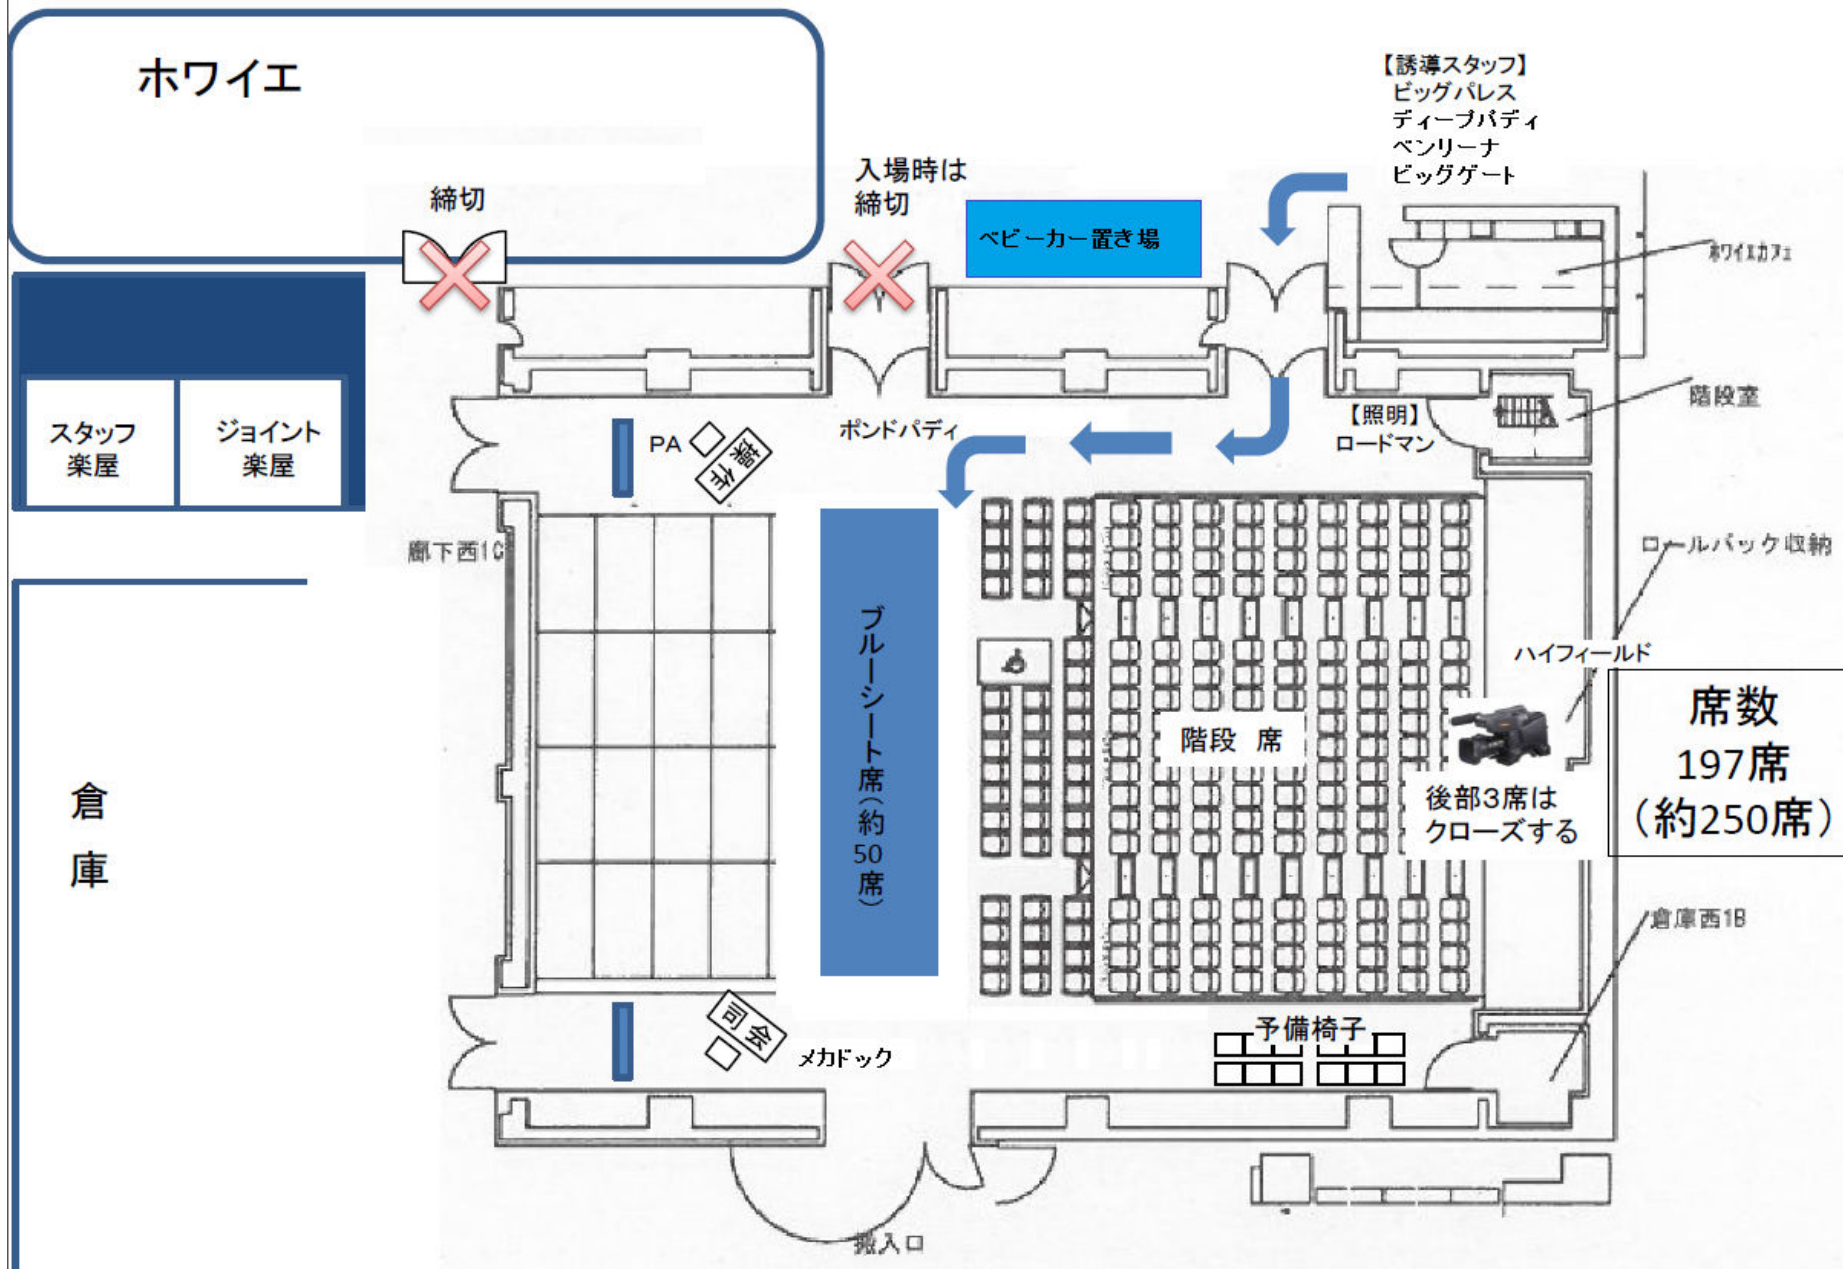 ホワイエ
【誘導スタッフ】
ビッグパレス
ディープパディ
ベンリーナ
ビッグゲート
締切
入場時は
締切
ベビーカー置き場
ホワイエカフェ
階段室
スタッフ
楽屋
ジョイント
楽屋
PA
操作
ポンドパディ
【照明】
ロードマン
廊下西1C
ロールバック収納
ブルーシート席(約50席)
ハイフィールド
階段 席
後部3席は
クローズする
席数
197席
(約250席)
倉庫
倉庫西1B
司会
メカドック
予備椅子
搬入口